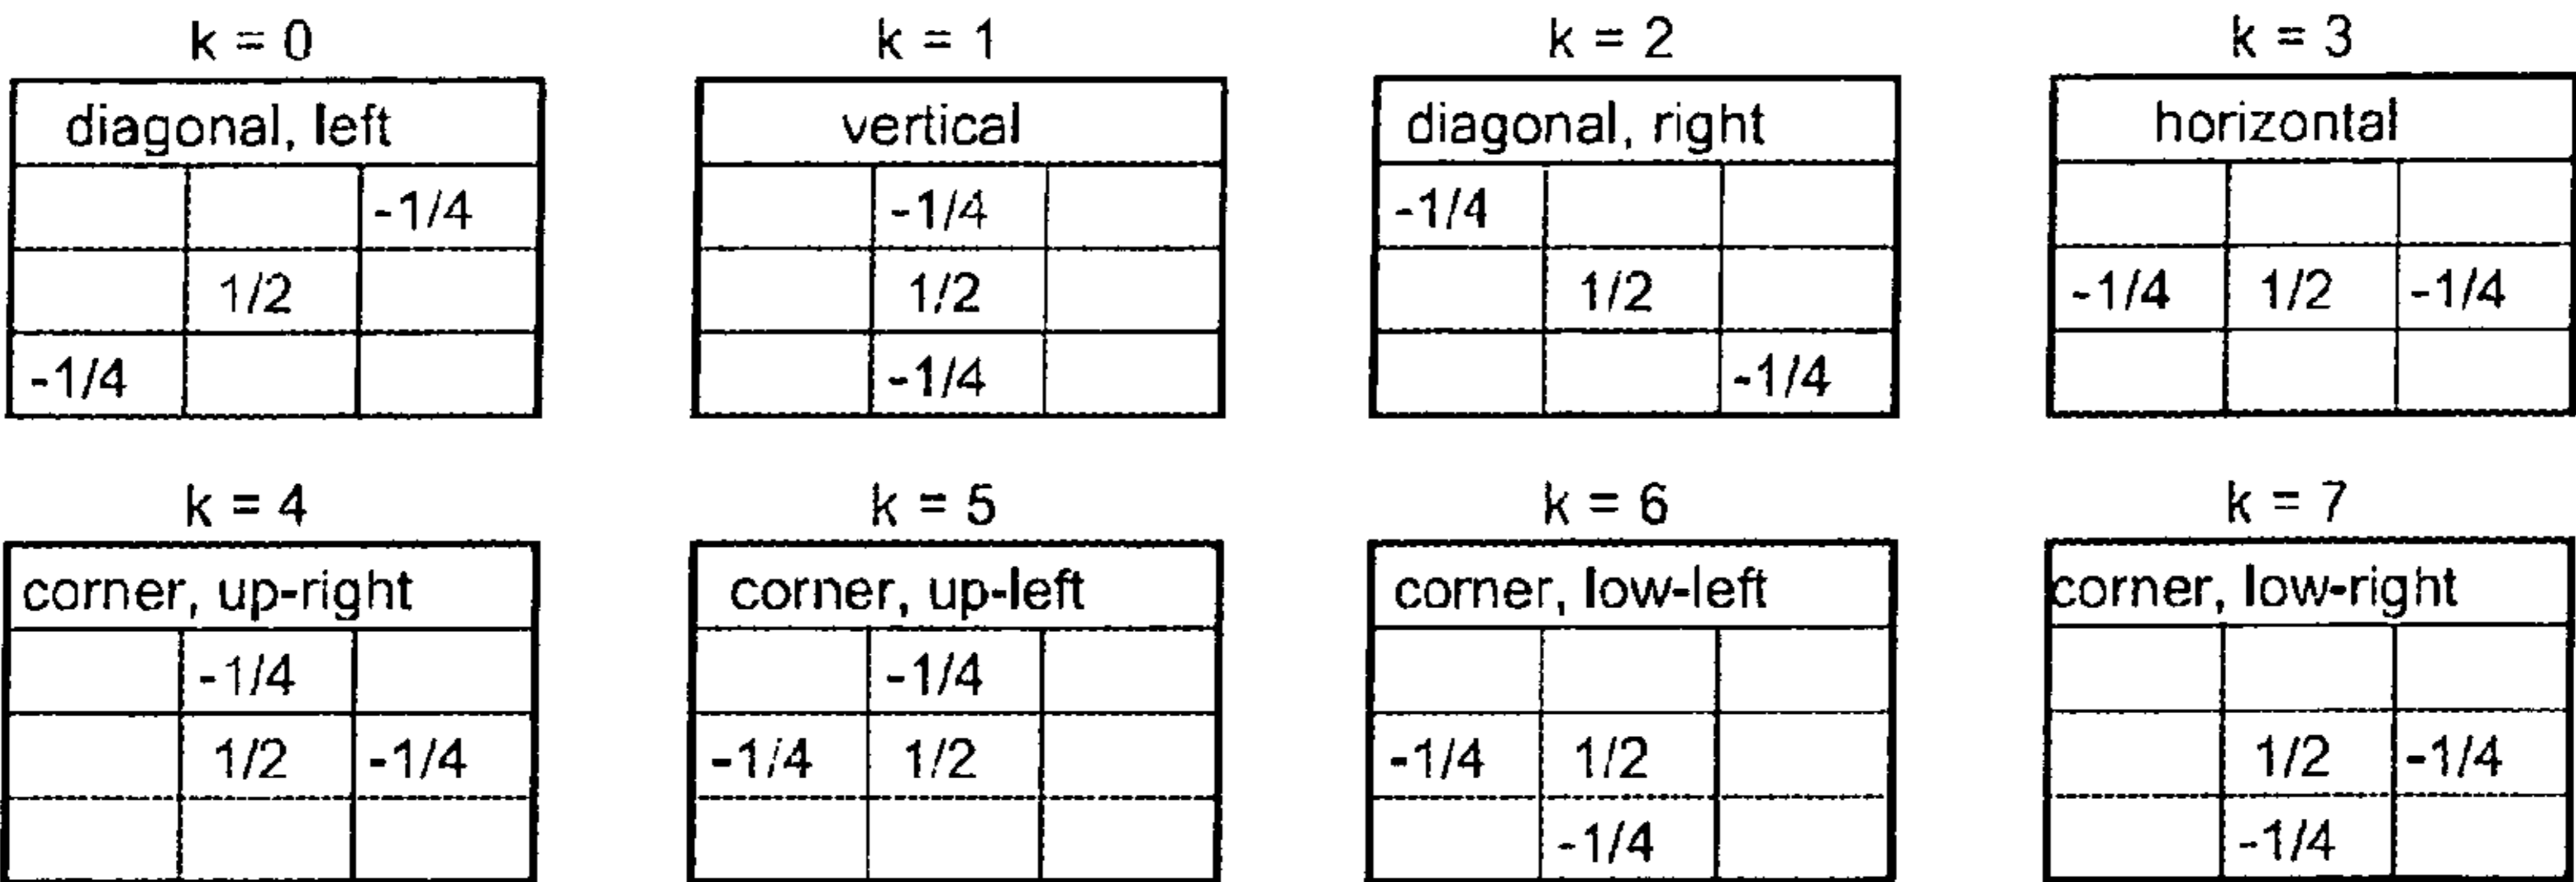 k = 0 k = 1 k = 2 k = 3
diagonal, left vertical diagonal, right horizontal
-1/4 -1/4 -1/4
1/2 1/2 1/2 -1/4 1/2 -1/4
-1/4 -1/4 -1/4
k = 4 k = 5 k = 6 k = 7
corner, up-right corner, up-left corner, low-left corner, low-right
-1/4 -1/4
1/2 -1/4 -1/4 1/2 -1/4 1/2 1/2 -1/4
-1/4 -1/4